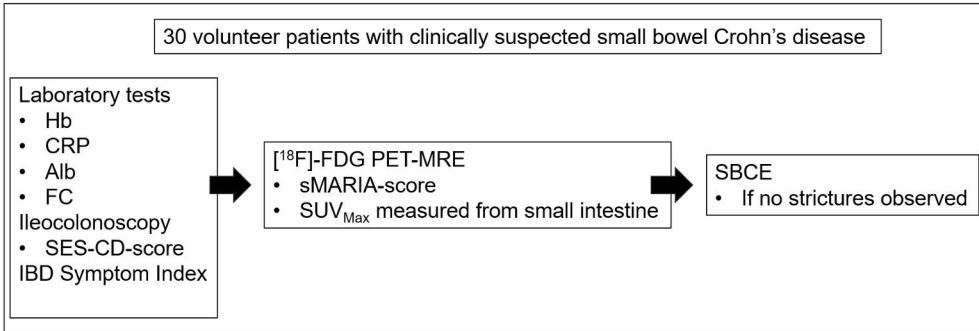 30 volunteer patients with clinically suspected small bowel Crohn's disease
Laboratory tests
• Hb
• CRP
• Alb
• FC
Ileocolonoscopy
• SES-CD-score
IBD Symptom Index
[¹⁸F]-FDG PET-MRE
• sMARIA-score
• SUVMax measured from small intestine
SBCE
• If no strictures observed